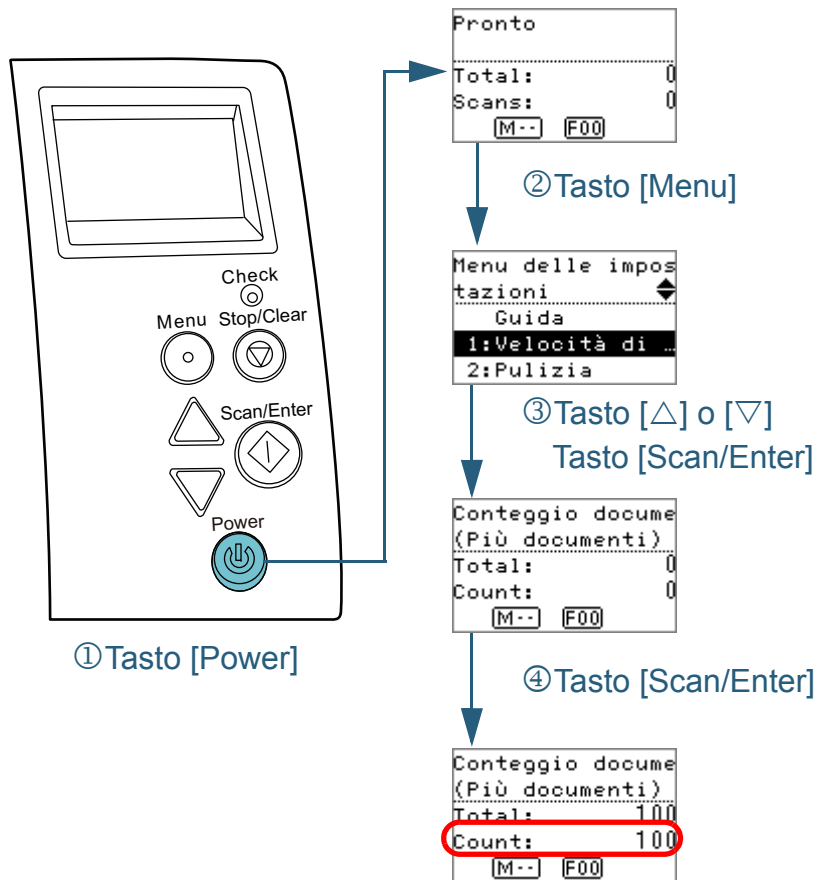 Pronto
Total: 0
Scans: 0
M-- F00
②Tasto [Menu]
Check
Menu Stop/Clear
Scan/Enter
Power
①Tasto [Power]
Menu delle impos
tazioni
Guida
1:Velocità di …
2:Pulizia
③Tasto [△] o [▽]
Tasto [Scan/Enter]
Conteggio docume
(Più documenti)
Total: 0
Count: 0
M-- F00
④Tasto [Scan/Enter]
Conteggio docume
(Più documenti)
Total: 100
Count: 100
M-- F00